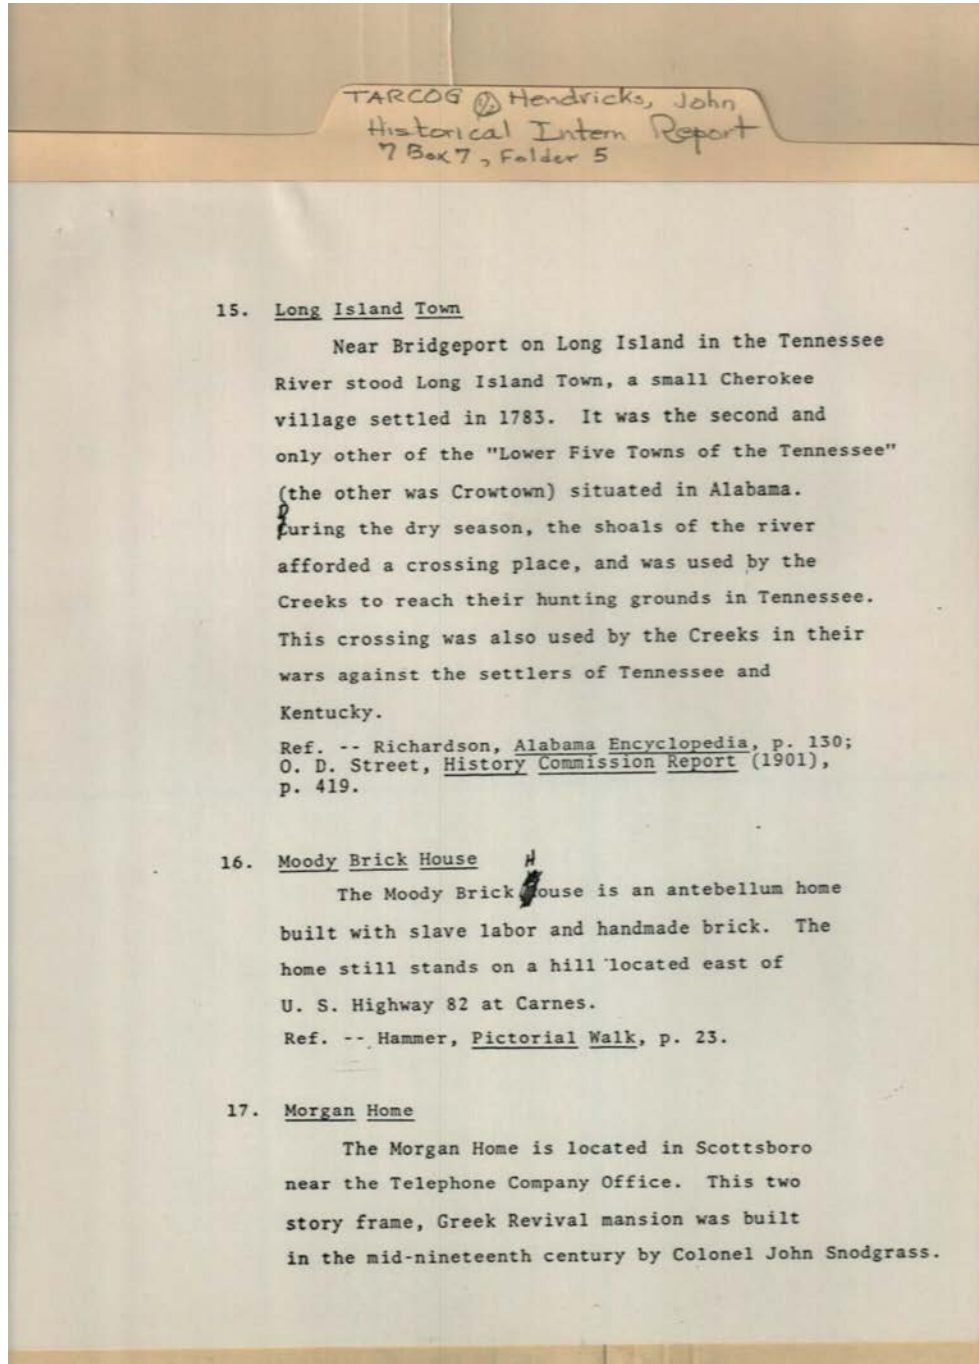 TARCOG Hendricks, John
Historical Intern Report
7 Box 7, Folder 5
15. Long Island Town
Near Bridgeport on Long Island in the Tennessee
River stood Long Island Town, a small Cherokee
village settled in 1783. It was the second and
only other of the "Lower Five Towns of the Tennessee"
(the other was Crowtown) situated in Alabama.
During the dry season, the shoals of the river
afforded a crossing place, and was used by the
Creeks to reach their hunting grounds in Tennessee.
This crossing was also used by the Creeks in their
wars against the settlers of Tennessee and
Kentucky.
Ref. -- Richardson, Alabama Encyclopedia, p. 130;
O. D. Street, History Commission Report (1901),
p. 419.
16. Moody Brick House
The Moody Brick House is an antebellum home
built with slave labor and handmade brick. The
home still stands on a hill located east of
U. S. Highway 82 at Carnes.
Ref. -- Hammer, Pictorial Walk, p. 23.
17. Morgan Home
The Morgan Home is located in Scottsboro
near the Telephone Company Office. This two
story frame, Greek Revival mansion was built
in the mid-nineteenth century by Colonel John Snodgrass.